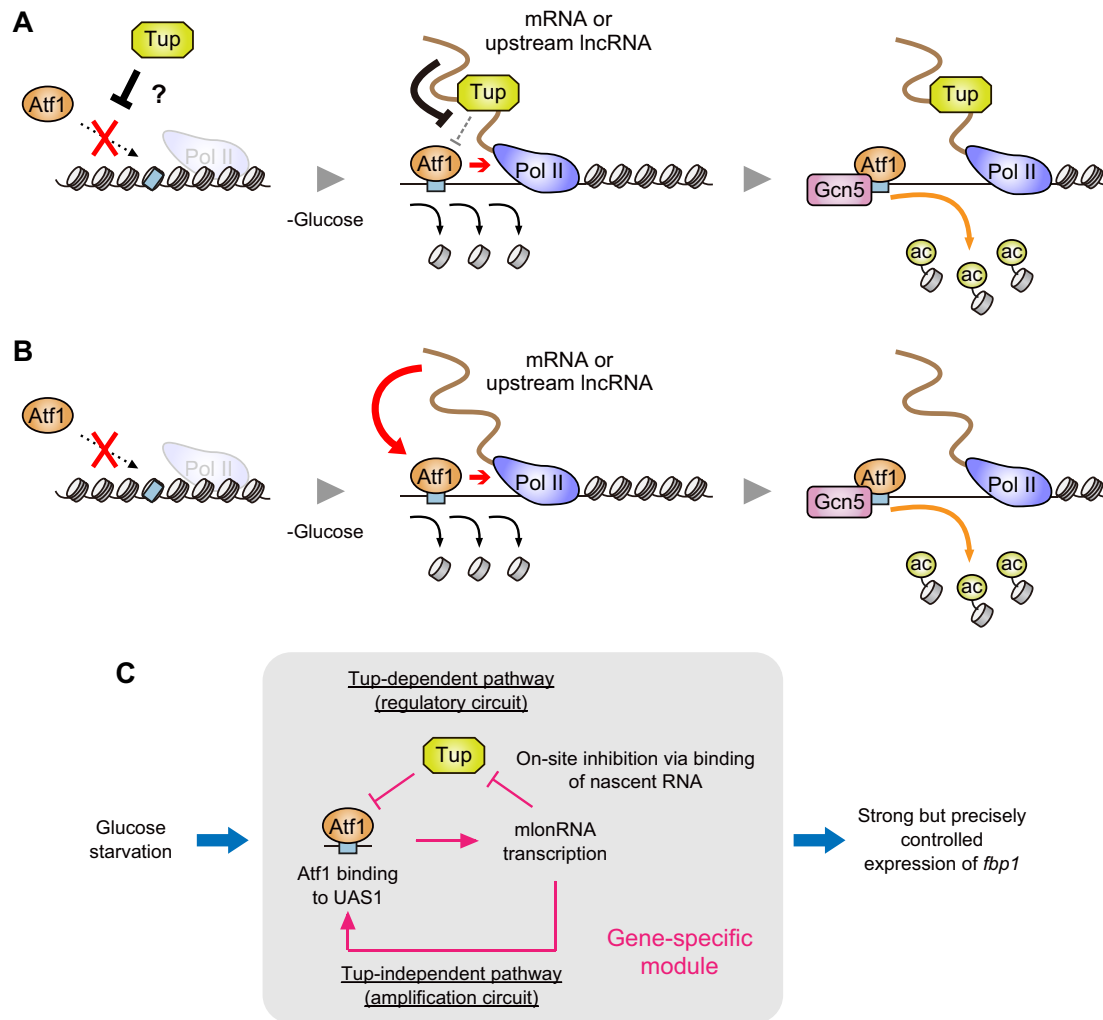 A
Tup
?
Atf1
Pol II
-Glucose
mRNA or
upstream lncRNA
Tup
Atf1
Pol II
Tup
Atf1
Gcn5
Pol II
ac
ac
ac
B
Atf1
Pol II
-Glucose
mRNA or
upstream lncRNA
Atf1
Pol II
Atf1
Gcn5
Pol II
ac
ac
ac
C
Glucose
starvation
Tup-dependent pathway
(regulatory circuit)
Tup
On-site inhibition via binding
of nascent RNA
Atf1
Atf1 binding
to UAS1
mlonRNA
transcription
Gene-specific
module
Tup-independent pathway
(amplification circuit)
Strong but precisely
controlled
expression of fbp1